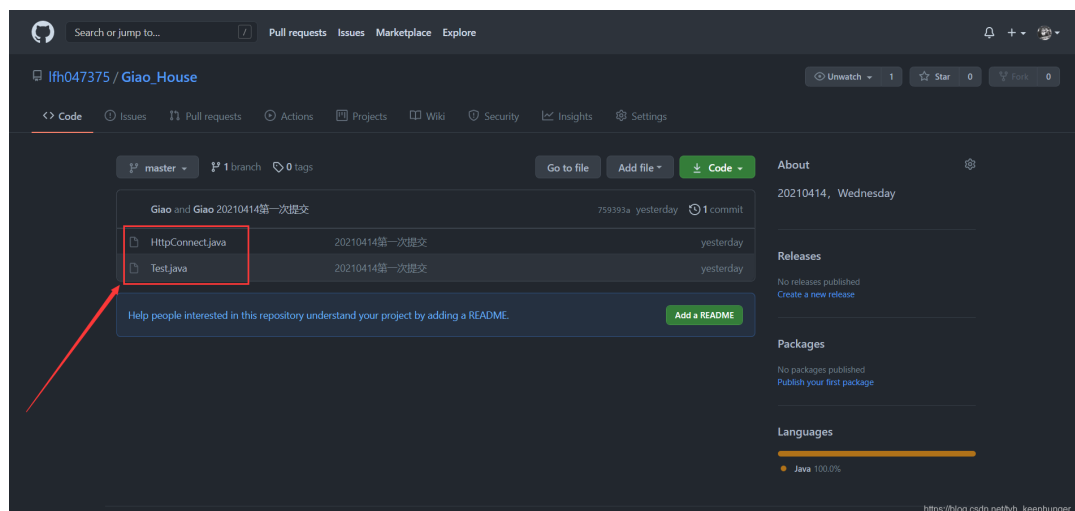 Search or jump to... / Pull requests Issues Marketplace Explore
lfh047375 / Giao_House Unwatch 1 Star 0 Fork 0
<> Code Issues Pull requests Actions Projects Wiki Security Insights Settings
master 1 branch 0 tags Go to file Add file Code
Giao and Giao 20210414第一次提交 759393a yesterday 1 commit
HttpConnect.java 20210414第一次提交 yesterday
Test.java 20210414第一次提交 yesterday
Help people interested in this repository understand your project by adding a README. Add a README
About
20210414, Wednesday
Releases
No releases published
Create a new release
Packages
No packages published
Publish your first package
Languages
Java 100.0%
https://blog.csdn.net/tyh_keephunger